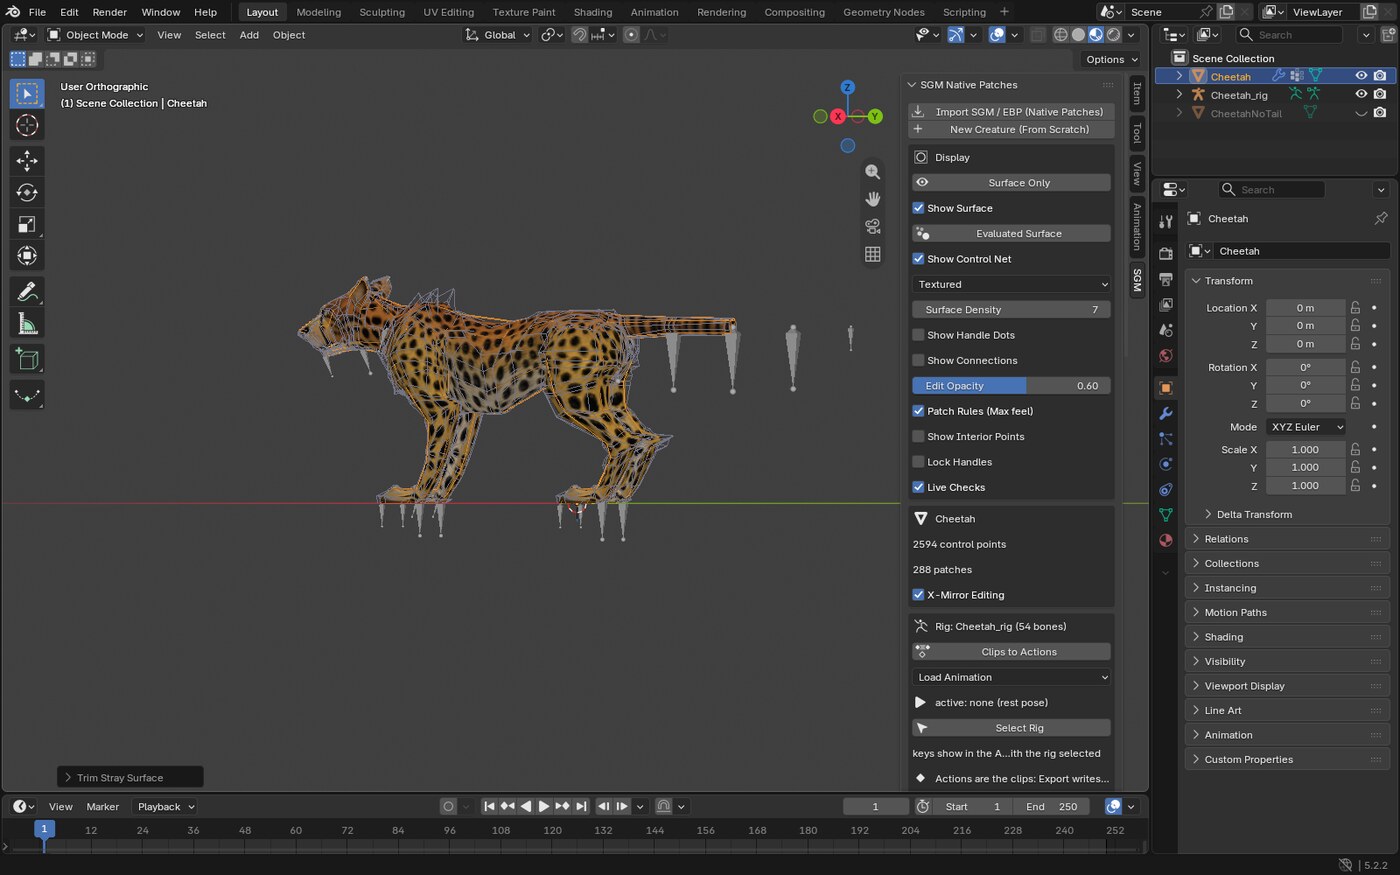 File Edit Render Window Help Layout Modeling Sculpting UV Editing Texture Paint Shading Animation Rendering Compositing Geometry Nodes Scripting + Scene ViewLayer
Object Mode View Select Add Object Global Search
Options
User Orthographic
(1) Scene Collection | Cheetah
Z
X
Y
SGM Native Patches
Import SGM / EBP (Native Patches)
New Creature (From Scratch)
Display
Surface Only
Show Surface
Evaluated Surface
Show Control Net
Textured
Surface Density 7
Show Handle Dots
Show Connections
Edit Opacity 0.60
Patch Rules (Max feel)
Show Interior Points
Lock Handles
Live Checks
Cheetah
2594 control points
288 patches
X-Mirror Editing
Rig: Cheetah_rig (54 bones)
Clips to Actions
Load Animation
active: none (rest pose)
Select Rig
keys show in the A...ith the rig selected
Actions are the clips: Export writes...
Item
Tool
View
Animation
SGM
Scene Collection
Cheetah
Cheetah_rig
CheetahNoTail
Search
Cheetah
Cheetah
Transform
Location X 0 m
Y 0 m
Z 0 m
Rotation X 0°
Y 0°
Z 0°
Mode XYZ Euler
Scale X 1.000
Y 1.000
Z 1.000
Delta Transform
Relations
Collections
Instancing
Motion Paths
Shading
Visibility
Viewport Display
Line Art
Animation
Custom Properties
Trim Stray Surface
View Marker Playback 1 Start 1 End 250
1 12 24 36 48 60 72 84 96 108 120 132 144 156 168 180 192 204 216 228 240 252
5.2.2